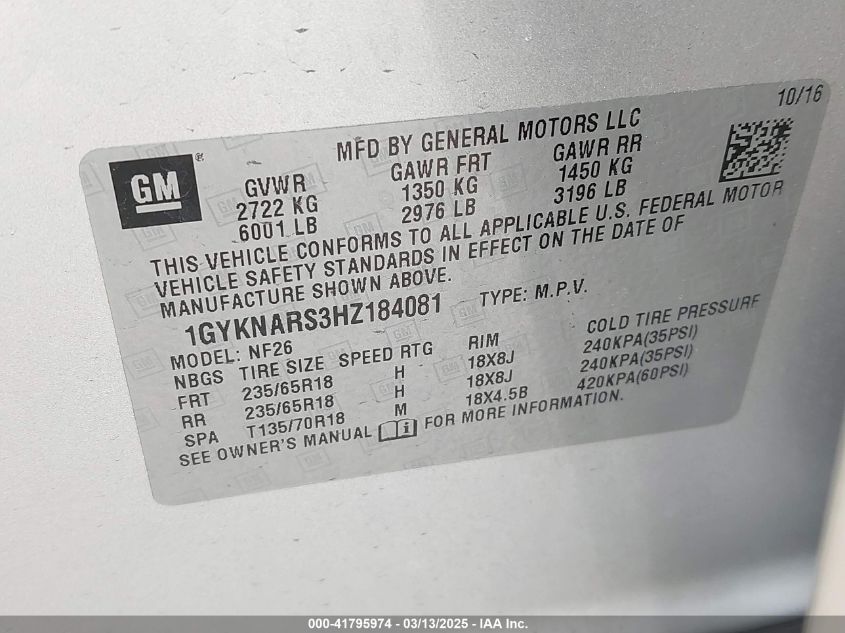 10/16
MFD BY GENERAL MOTORS LLC
GM®
GVWR GAWR FRT GAWR RR
2722 KG 1350 KG 1450 KG
6001 LB 2976 LB 3196 LB
THIS VEHICLE CONFORMS TO ALL APPLICABLE U.S. FEDERAL MOTOR
VEHICLE SAFETY STANDARDS IN EFFECT ON THE DATE OF
MANUFACTURE SHOWN ABOVE.
1GYKNARS3HZ184081 TYPE: M.P.V.
MODEL: NF26
NBGS TIRE SIZE SPEED RTG RIM COLD TIRE PRESSURE
FRT 235/65R18 H 18X8J 240KPA(35PSI)
RR 235/65R18 H 18X8J 240KPA(35PSI)
SPA T135/70R18 M 18X4.5B 420KPA(60PSI)
SEE OWNER'S MANUAL FOR MORE INFORMATION.
000-41795974 | 03/13/2025 - IAA Inc.